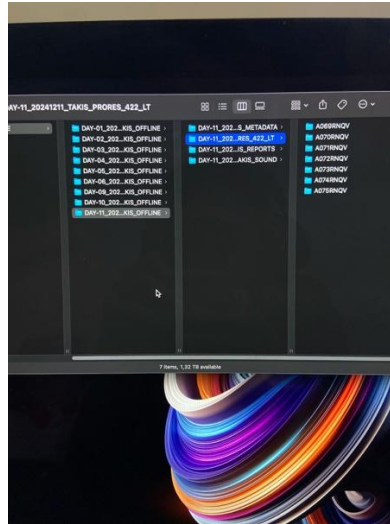 AY-11_20241211_TAKIS_PRORES_422_LT
DAY-01_202...KIS_OFFLINE
DAY-02_202...KIS_OFFLINE
DAY-03_202...KIS_OFFLINE
DAY-04_202...KIS_OFFLINE
DAY-05_202...KIS_OFFLINE
DAY-06_202...KIS_OFFLINE
DAY-09_202...KIS_OFFLINE
DAY-10_202...KIS_OFFLINE
DAY-11_202...KIS_OFFLINE
DAY-11_202...S_METADATA
DAY-11_202...RES_422_LT
DAY-11_202...IS_REPORTS
DAY-11_202...AKIS_SOUND
A069RNQV
A070RNQV
A071RNQV
A072RNQV
A073RNQV
A074RNQV
A075RNQV
7 items, 1,32 TB available